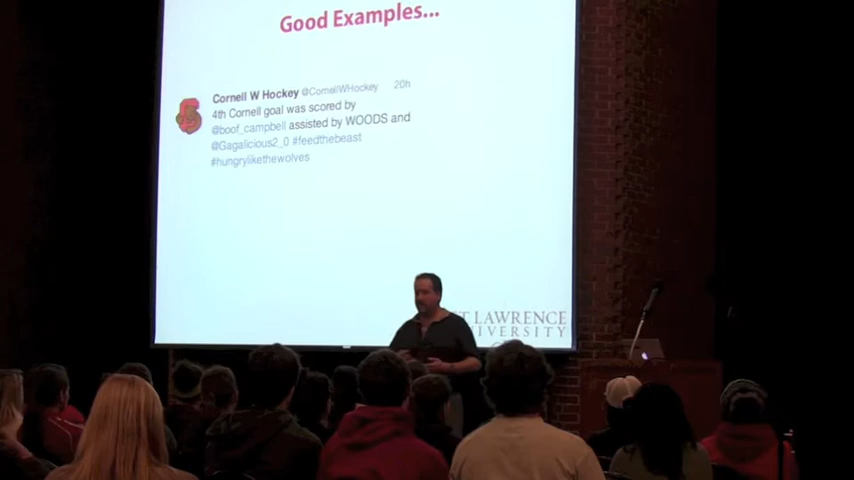 Good Examples...
Cornell W Hockey @CornellWHockey 20h
4th Cornell goal was scored by
@boof_campbell assisted by WOODS and
@Gagalicious2_0 #feedthebeast
#hungrylikethewolves
LAWRENCE
UNIVERSITY